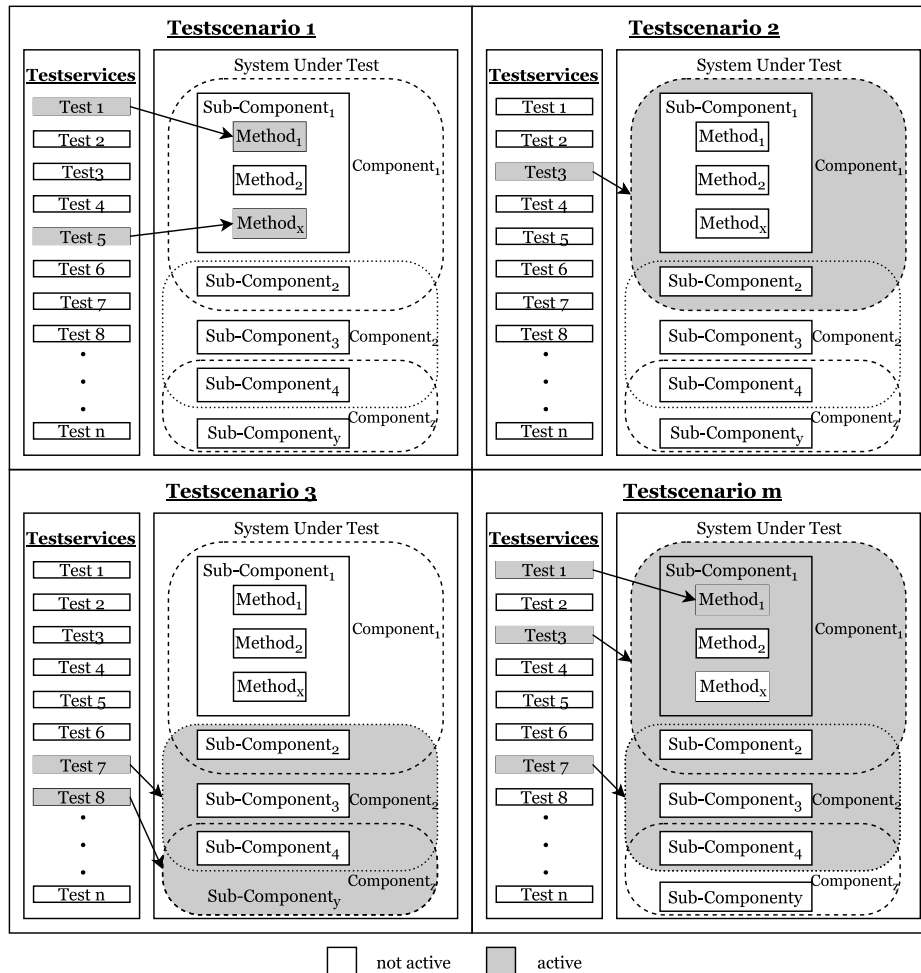 Testscenario 1
Testservices
Test 1
Test 2
Test3
Test 4
Test 5
Test 6
Test 7
Test 8
Test n
System Under Test
Sub-Component₁
Method₁
Method₂
Methodₓ
Component₁
Sub-Component₂
Sub-Component₃
Component₂
Sub-Component₄
Component𝓏
Sub-Componentᵧ
Testscenario 2
Testservices
Test 1
Test 2
Test3
Test 4
Test 5
Test 6
Test 7
Test 8
Test n
System Under Test
Sub-Component₁
Method₁
Method₂
Methodₓ
Component₁
Sub-Component₂
Sub-Component₃
Component₂
Sub-Component₄
Component𝓏
Sub-Componentᵧ
Testscenario 3
Testservices
Test 1
Test 2
Test3
Test 4
Test 5
Test 6
Test 7
Test 8
Test n
System Under Test
Sub-Component₁
Method₁
Method₂
Methodₓ
Component₁
Sub-Component₂
Sub-Component₃
Component₂
Sub-Component₄
Component𝓏
Sub-Componentᵧ
Testscenario m
Testservices
Test 1
Test 2
Test3
Test 4
Test 5
Test 6
Test 7
Test 8
Test n
System Under Test
Sub-Component₁
Method₁
Method₂
Methodₓ
Component₁
Sub-Component₂
Sub-Component₃
Component₂
Sub-Component₄
Component𝓏
Sub-Componenty
not active
active